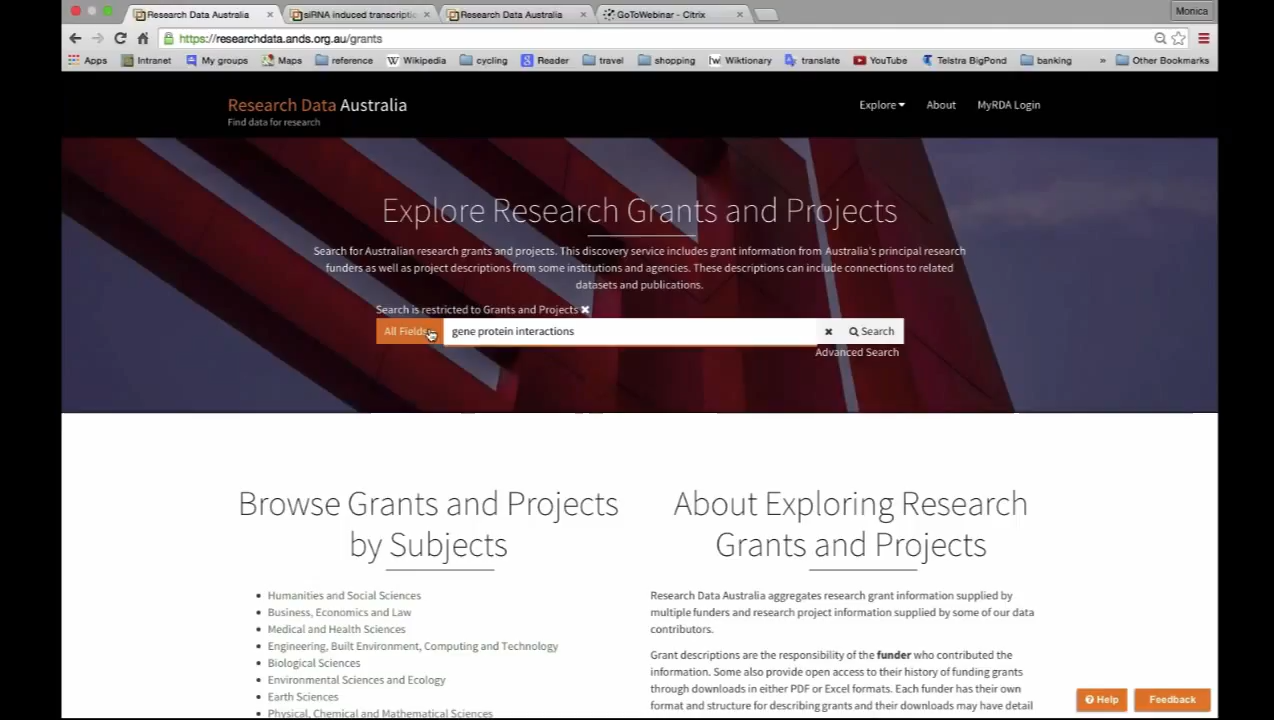 Monica
Research Data Australia
siRNA induced transcriptio
Research Data Australia
GoToWebinar - Citrix
https://researchdata.ands.org.au/grants
Apps Intranet My groups Maps reference Wikipedia cycling Reader travel shopping Wiktionary translate YouTube Telstra BigPond banking » Other Bookmarks
Research Data Australia
Find data for research
Explore About MyRDA Login
Explore Research Grants and Projects
Search for Australian research grants and projects. This discovery service includes grant information from Australia's principal research
funders as well as project descriptions from some institutions and agencies. These descriptions can include connections to related
datasets and publications.
Search is restricted to Grants and Projects
All Fields gene protein interactions Search
Advanced Search
Browse Grants and Projects
by Subjects
Humanities and Social Sciences
Business, Economics and Law
Medical and Health Sciences
Engineering, Built Environment, Computing and Technology
Biological Sciences
Environmental Sciences and Ecology
Earth Sciences
Physical, Chemical and Mathematical Sciences
About Exploring Research
Grants and Projects
Research Data Australia aggregates research grant information supplied by
multiple funders and research project information supplied by some of our data
contributors.
Grant descriptions are the responsibility of the funder who contributed the
information. Some also provide open access to their history of funding grants
through downloads in either PDF or Excel formats. Each funder has their own
format and structure for describing grants and their downloads may have detail
Help Feedback